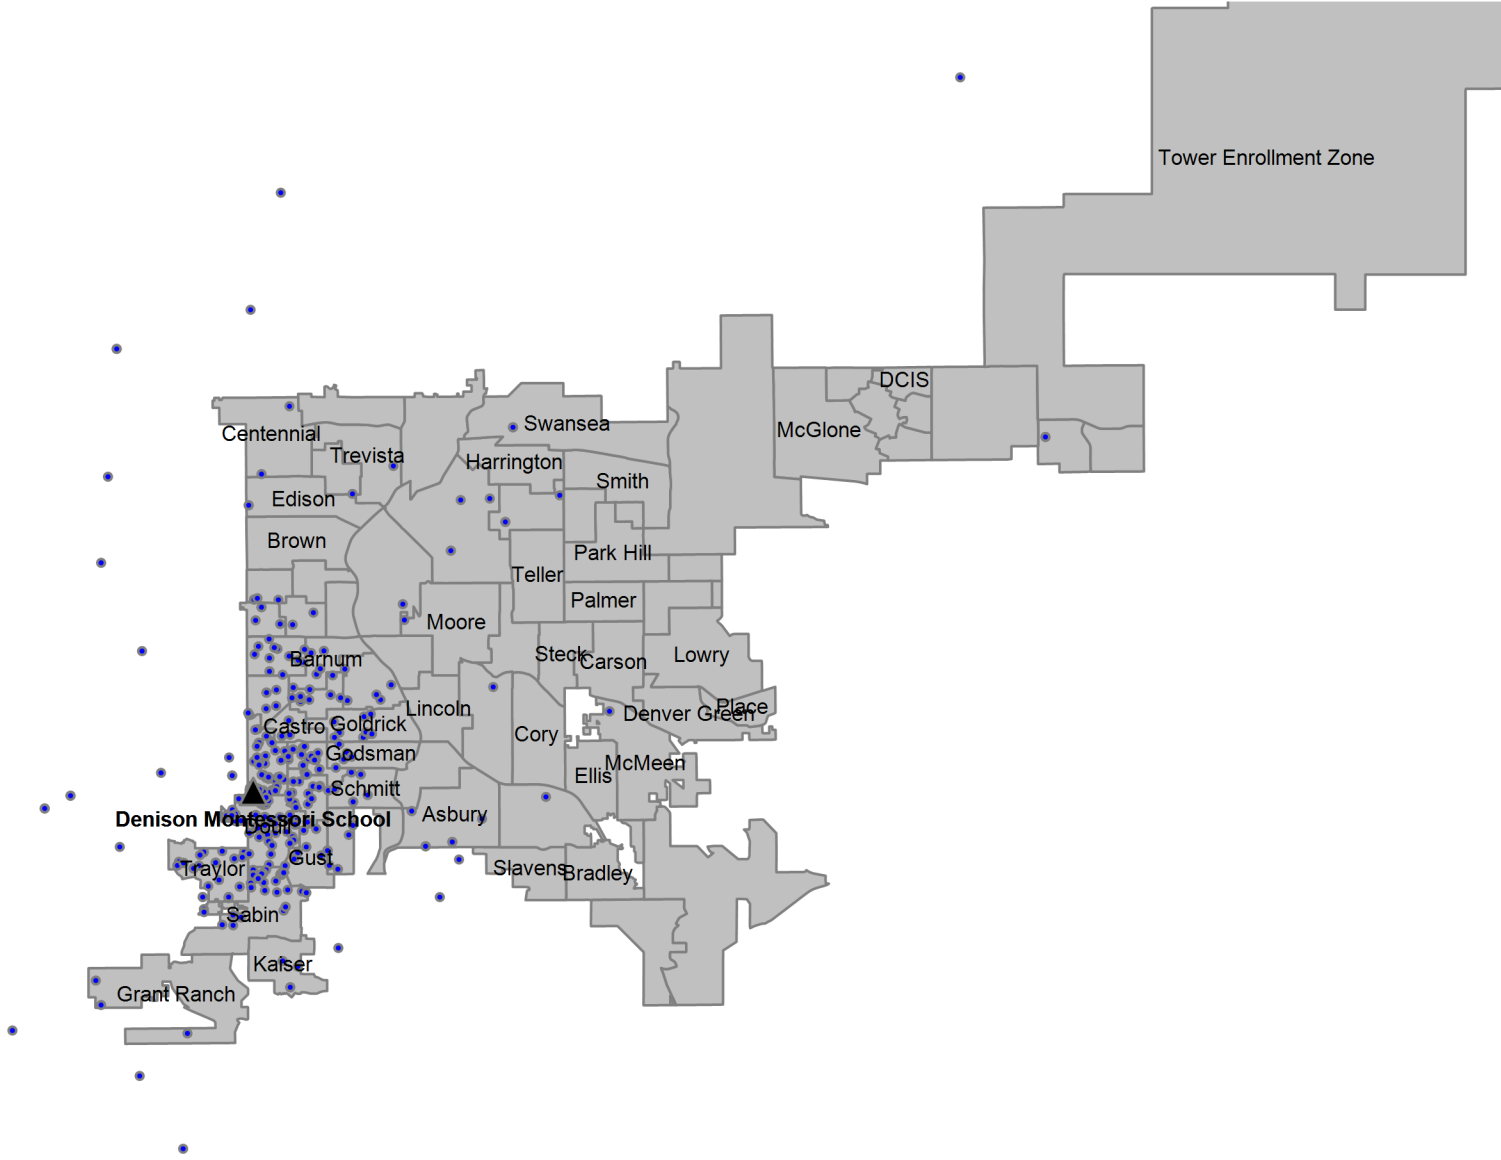 Tower Enrollment Zone
DCIS
Swansea
McGlone
Centennial
Trevista
Harrington
Smith
Edison
Brown
Park Hill
Teller
Palmer
Moore
Steck
Carson
Lowry
Barnum
Lincoln
Place
Denver Green
Castro
Goldrick
Cory
Godsman
McMeen
Ellis
Schmitt
Asbury
Denison Montessori School
Doull
Gust
Traylor
Slavens
Bradley
Sabin
Kaiser
Grant Ranch